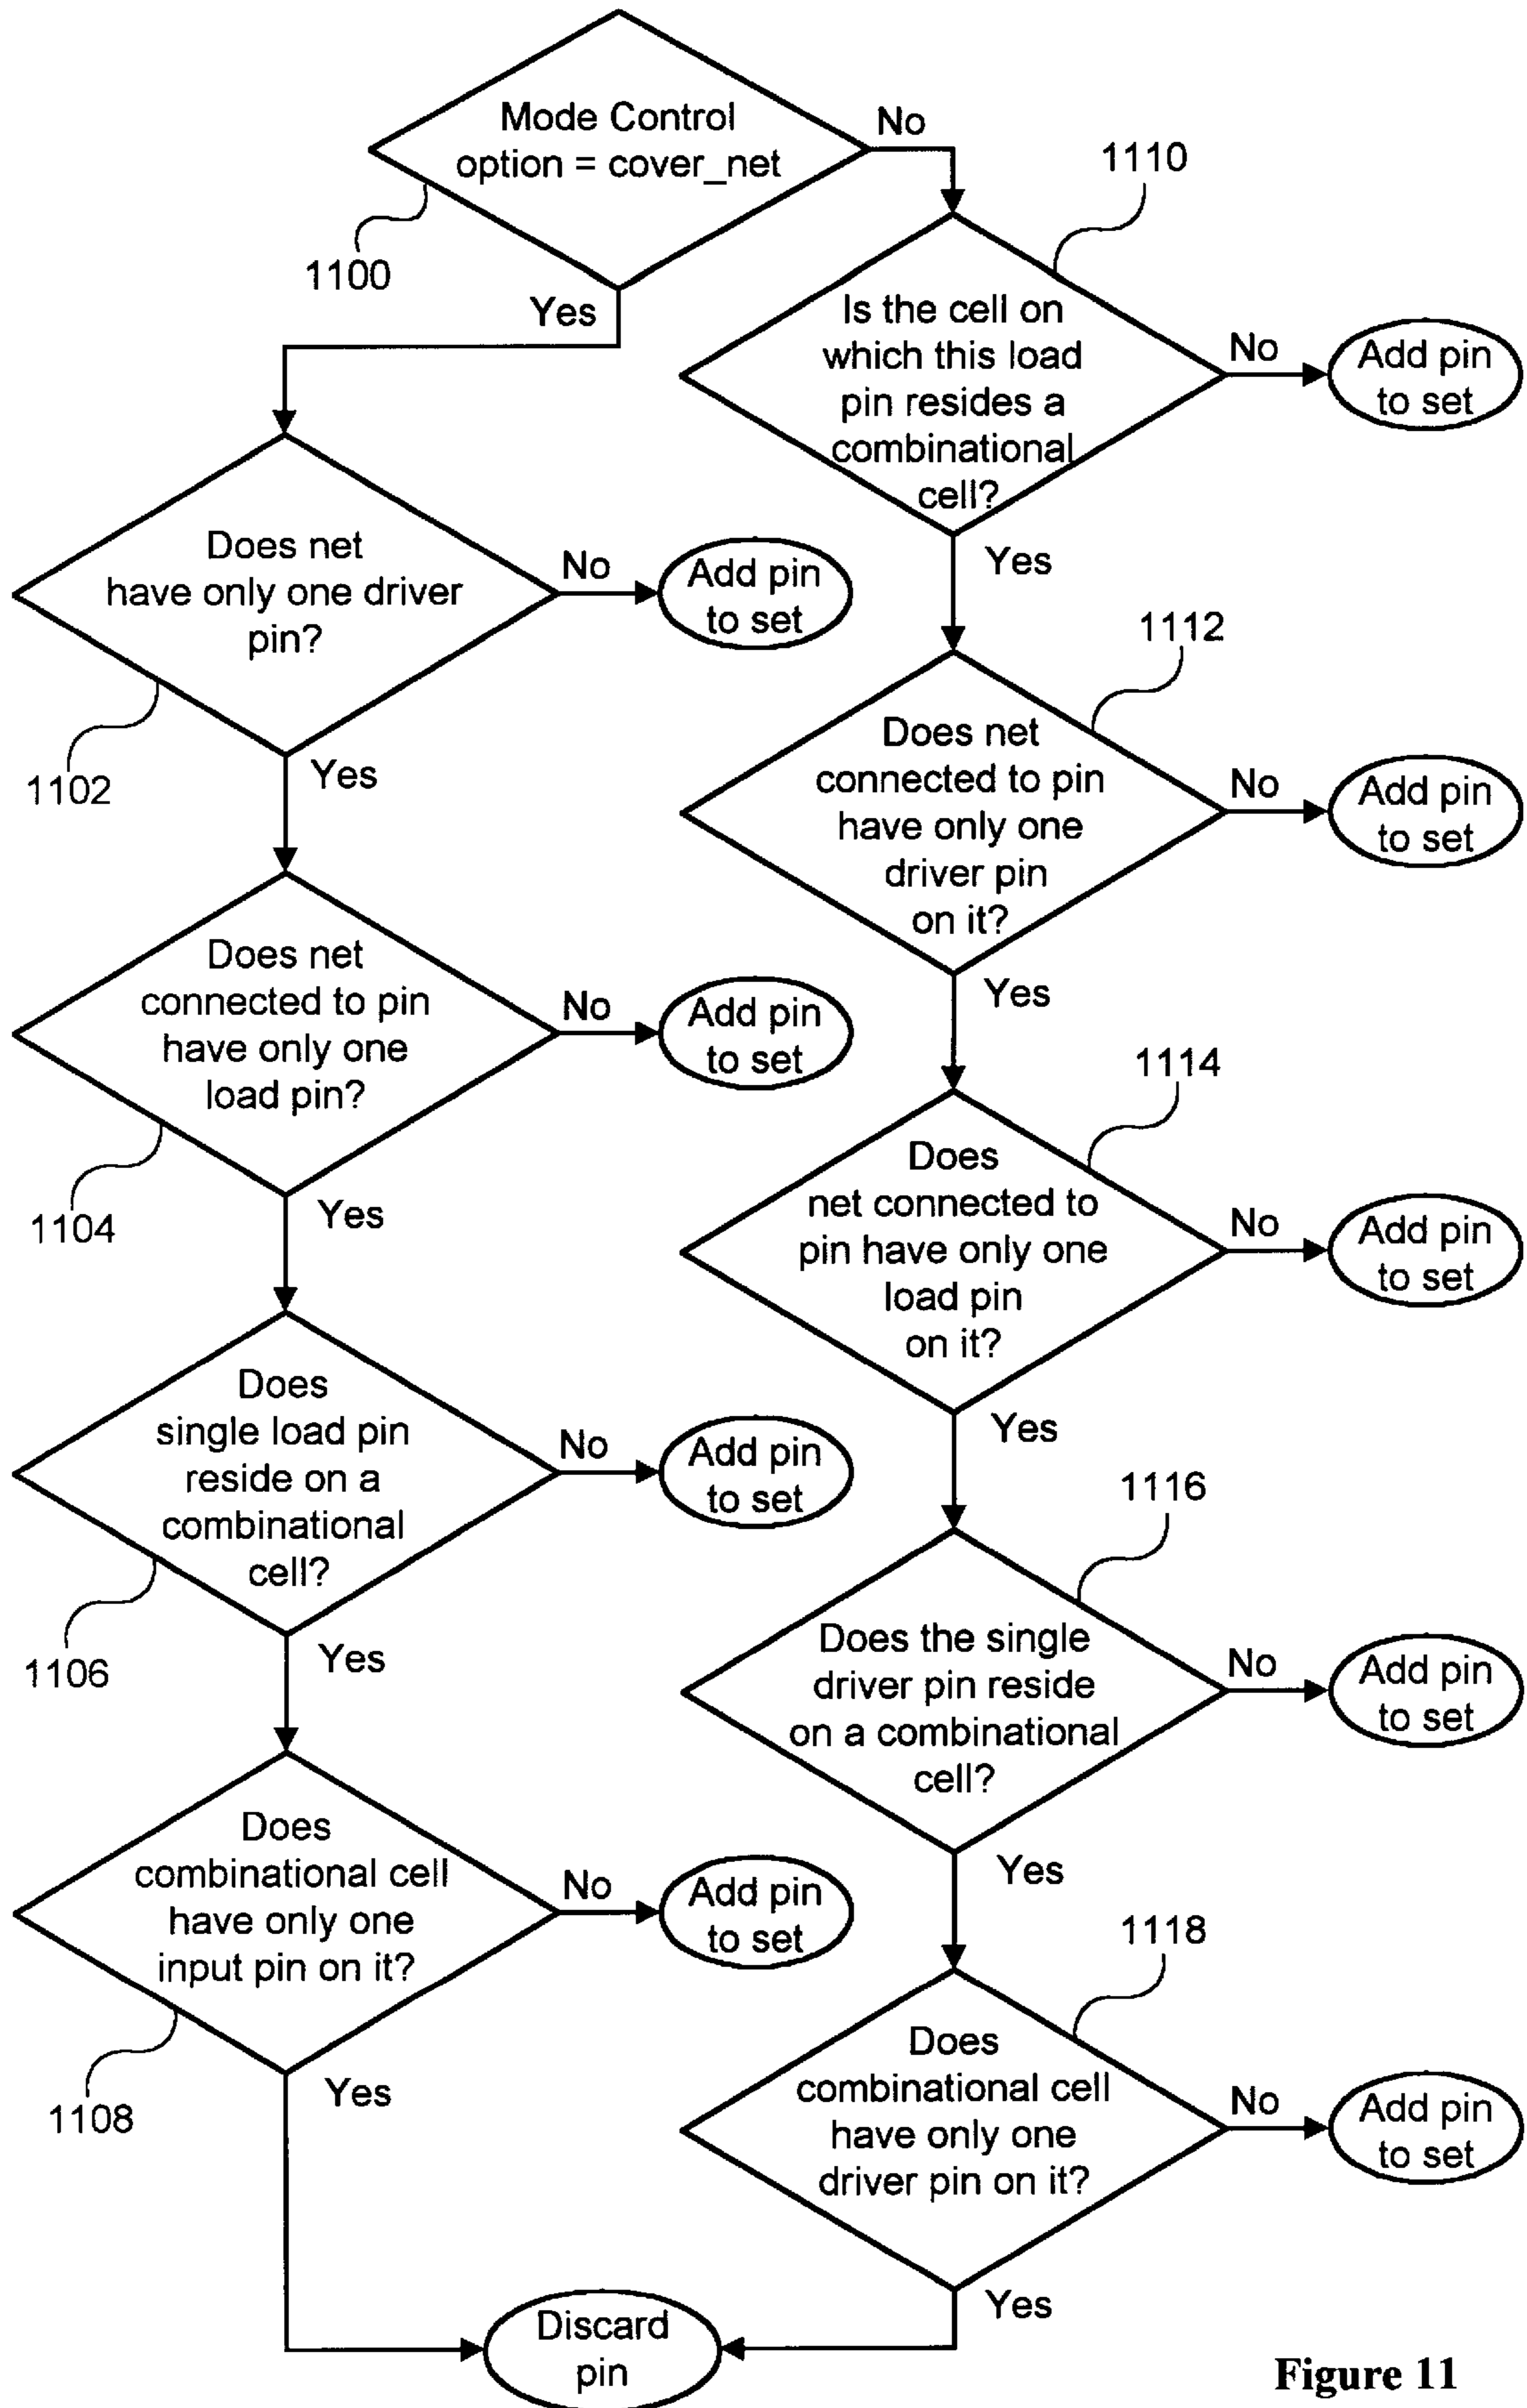 Mode Control
option = cover_net
No
1100
Yes
1110
Is the cell on
which this load
pin resides a
combinational
cell?
No
Add pin
to set
Yes
Does net
have only one driver
pin?
No
Add pin
to set
1102
Yes
1112
Does net
connected to pin
have only one
driver pin
on it?
No
Add pin
to set
Yes
Does net
connected to pin
have only one
load pin?
No
Add pin
to set
1104
Yes
1114
Does
net connected to
pin have only one
load pin
on it?
No
Add pin
to set
Yes
Does
single load pin
reside on a
combinational
cell?
No
Add pin
to set
1106
Yes
1116
Does the single
driver pin reside
on a combinational
cell?
No
Add pin
to set
Yes
Does
combinational cell
have only one
input pin on it?
No
Add pin
to set
1108
Yes
1118
Does
combinational cell
have only one
driver pin on it?
No
Add pin
to set
Yes
Discard
pin
Figure 11